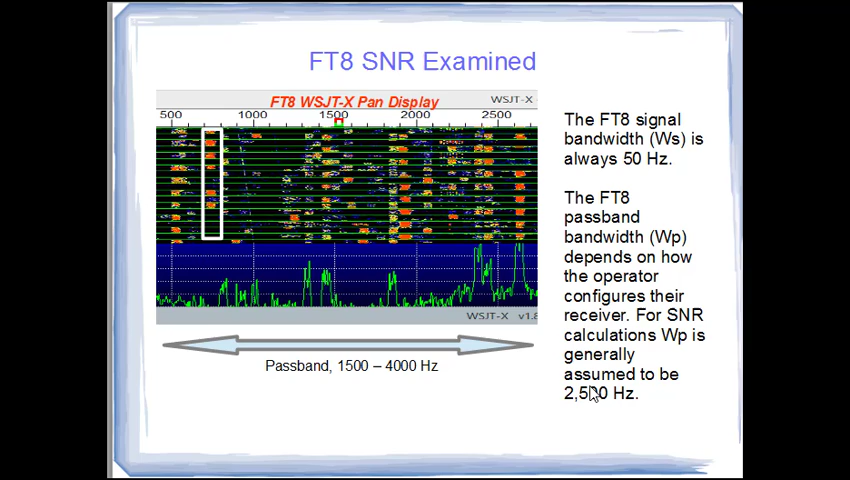 FT8 SNR Examined
FT8 WSJT-X Pan Display
WSJT-X
500 1000 1500 2000 2500
WSJT-X v1.8
Passband, 1500 – 4000 Hz
The FT8 signal
bandwidth (Ws) is
always 50 Hz.
The FT8
passband
bandwidth (Wp)
depends on how
the operator
configures their
receiver. For SNR
calculations Wp is
generally
assumed to be
2,500 Hz.